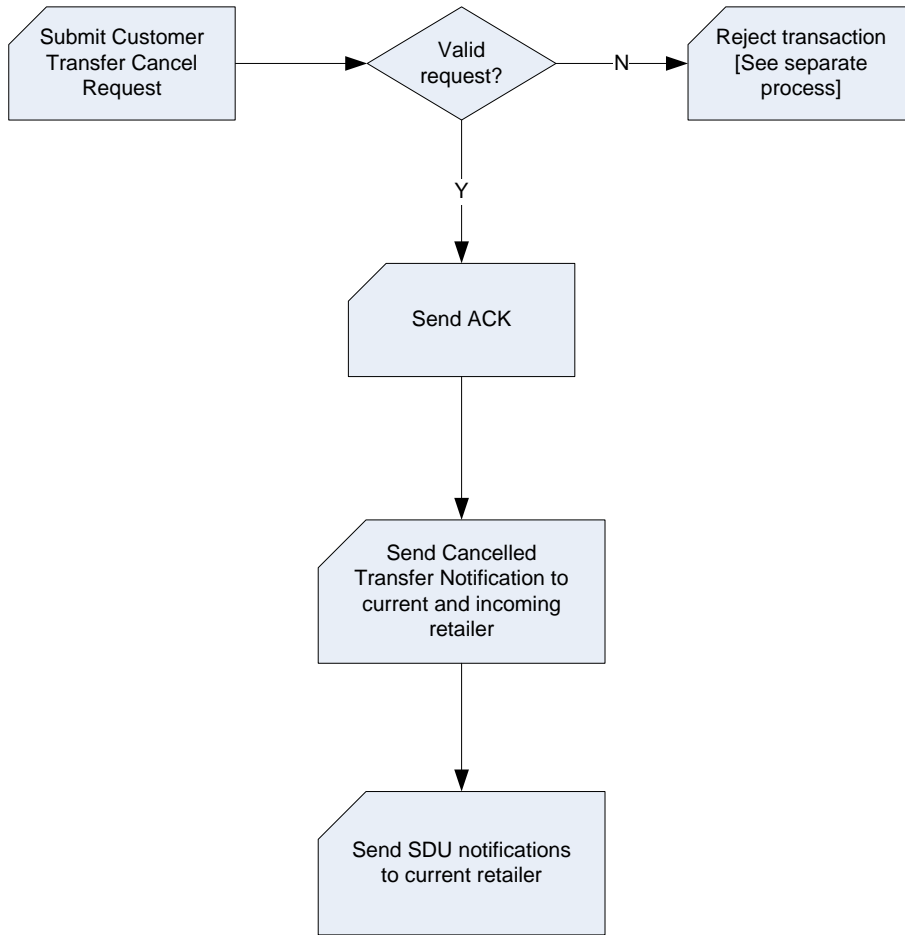 Submit Customer
Transfer Cancel
Request
Valid
request?
N
Reject transaction
[See separate
process]
Y
Send ACK
Send Cancelled
Transfer Notification to
current and incoming
retailer
Send SDU notifications
to current retailer